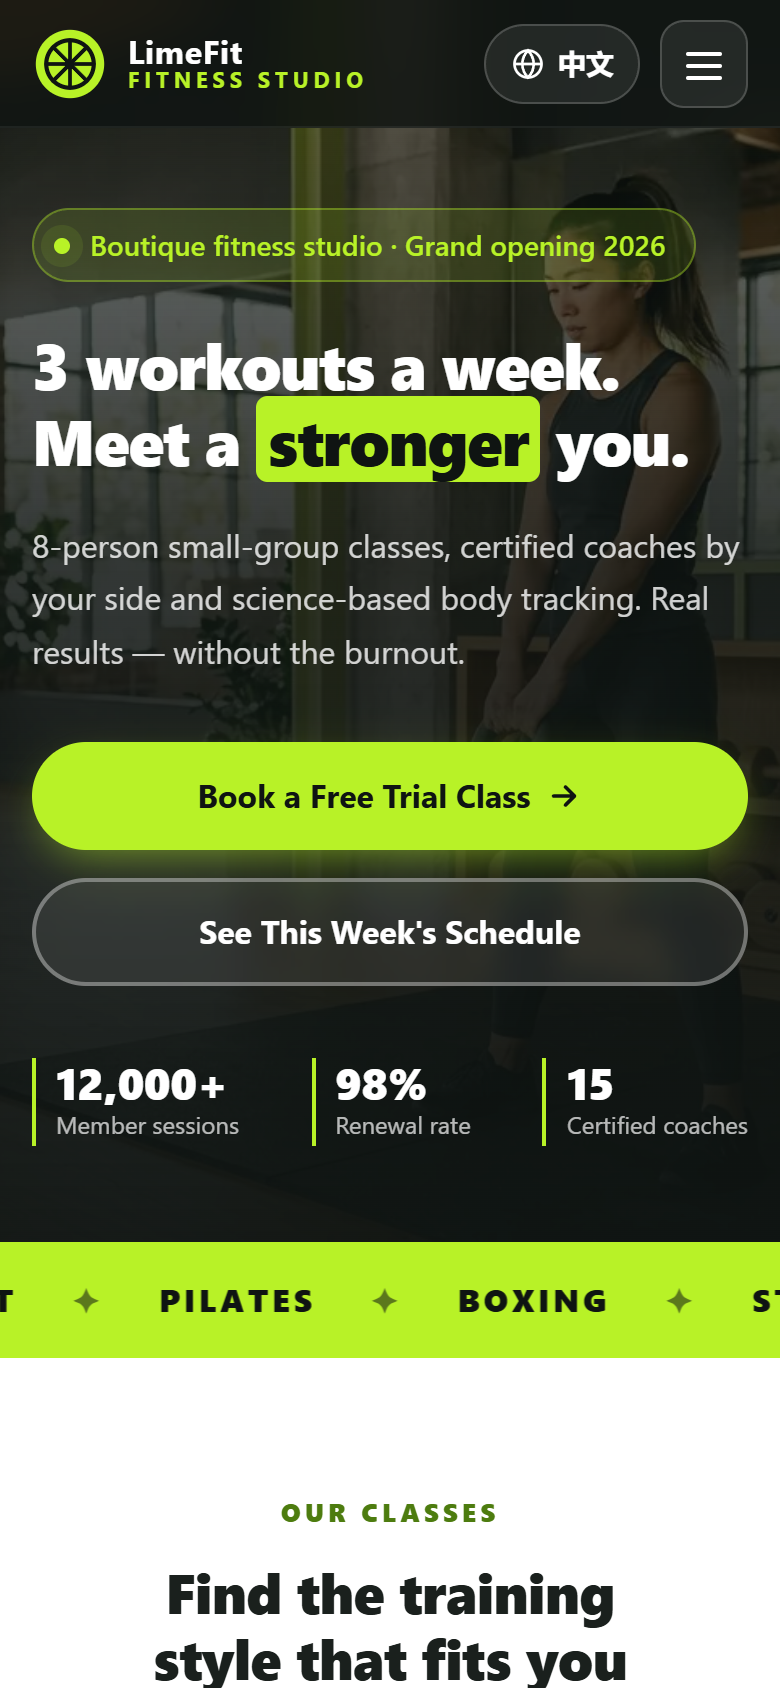 LimeFit
FITNESS STUDIO
中文
Boutique fitness studio · Grand opening 2026
3 workouts a week.
Meet a stronger you.
8-person small-group classes, certified coaches by
your side and science-based body tracking. Real
results — without the burnout.
Book a Free Trial Class →
See This Week's Schedule
12,000+
Member sessions
98%
Renewal rate
15
Certified coaches
T ✦ PILATES ✦ BOXING ✦ ST
OUR CLASSES
Find the training
style that fits you